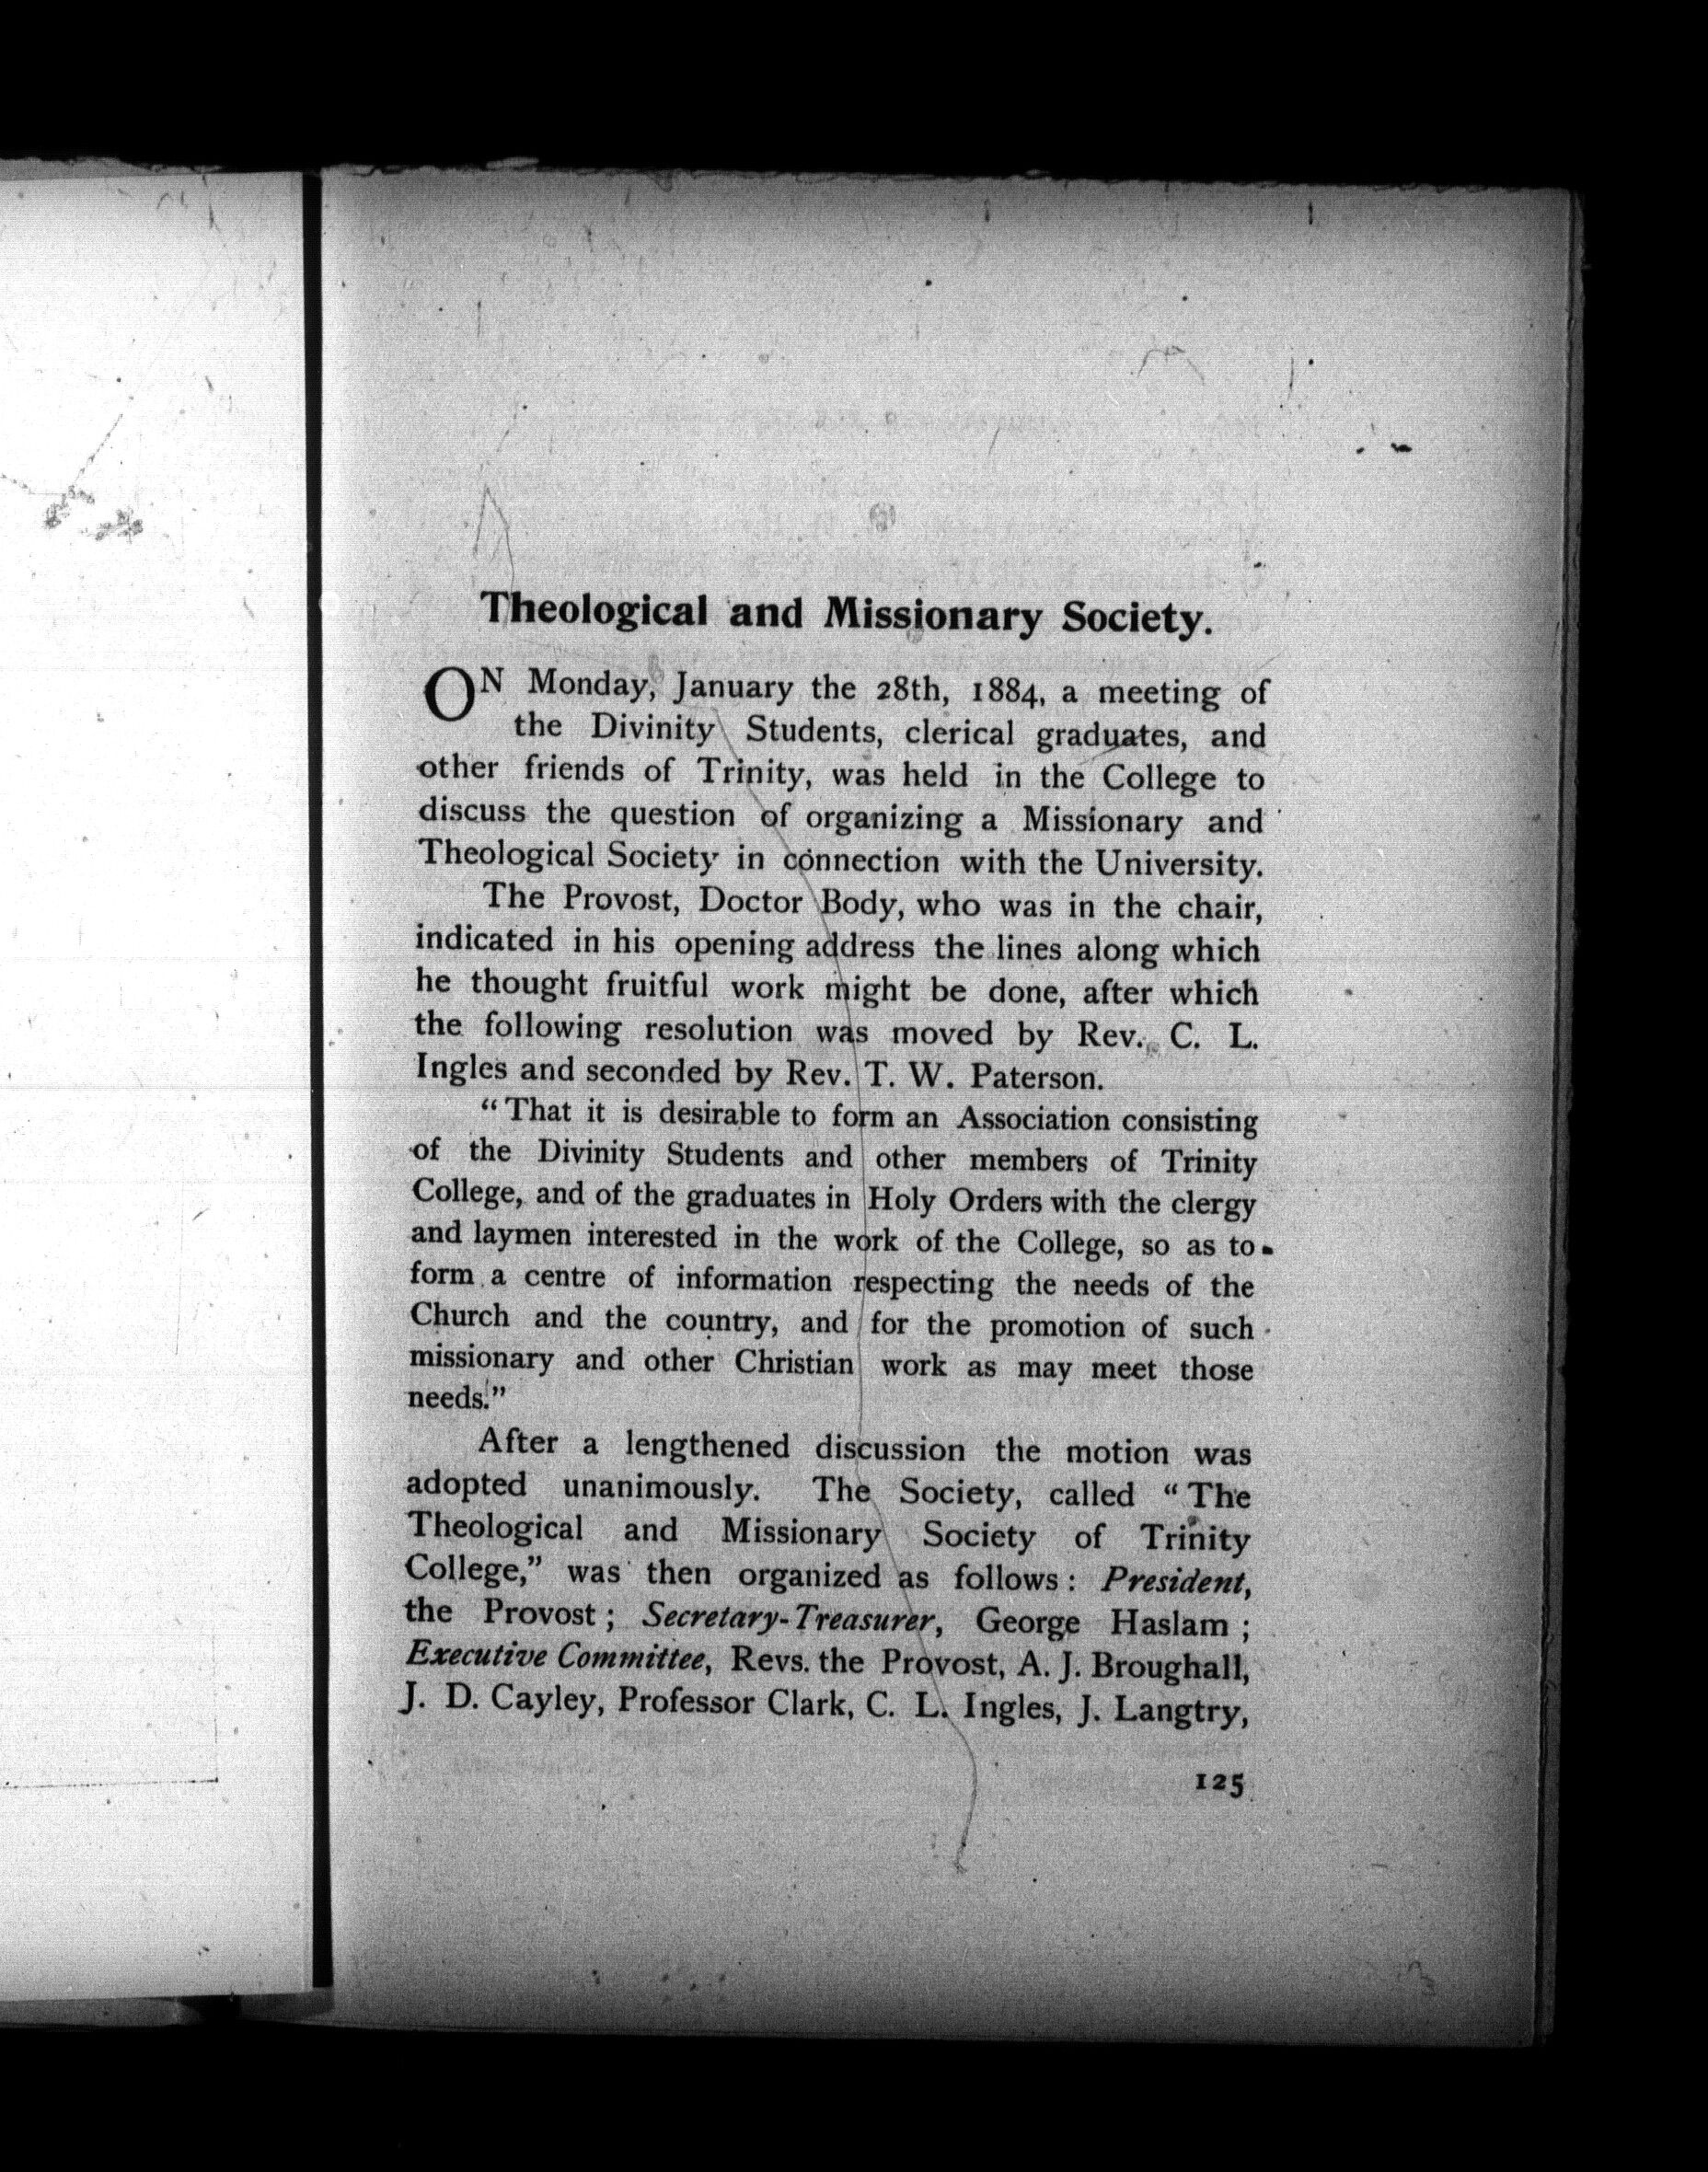 Theological and Missionary Society.
ON Monday, January the 28th, 1884, a meeting of
the Divinity Students, clerical graduates, and
other friends of Trinity, was held in the College to
discuss the question of organizing a Missionary and
Theological Society in connection with the University.
The Provost, Doctor Body, who was in the chair,
indicated in his opening address the lines along which
he thought fruitful work might be done, after which
the following resolution was moved by Rev. C. L.
Ingles and seconded by Rev. T. W. Paterson.
“That it is desirable to form an Association consisting
of the Divinity Students and other members of Trinity
College, and of the graduates in Holy Orders with the clergy
and laymen interested in the work of the College, so as to
form a centre of information respecting the needs of the
Church and the country, and for the promotion of such
missionary and other Christian work as may meet those
needs.”
After a lengthened discussion the motion was
adopted unanimously. The Society, called “The
Theological and Missionary Society of Trinity
College,” was then organized as follows: President,
the Provost; Secretary-Treasurer, George Haslam;
Executive Committee, Revs. the Provost, A. J. Broughall,
J. D. Cayley, Professor Clark, C. L. Ingles, J. Langtry,
125